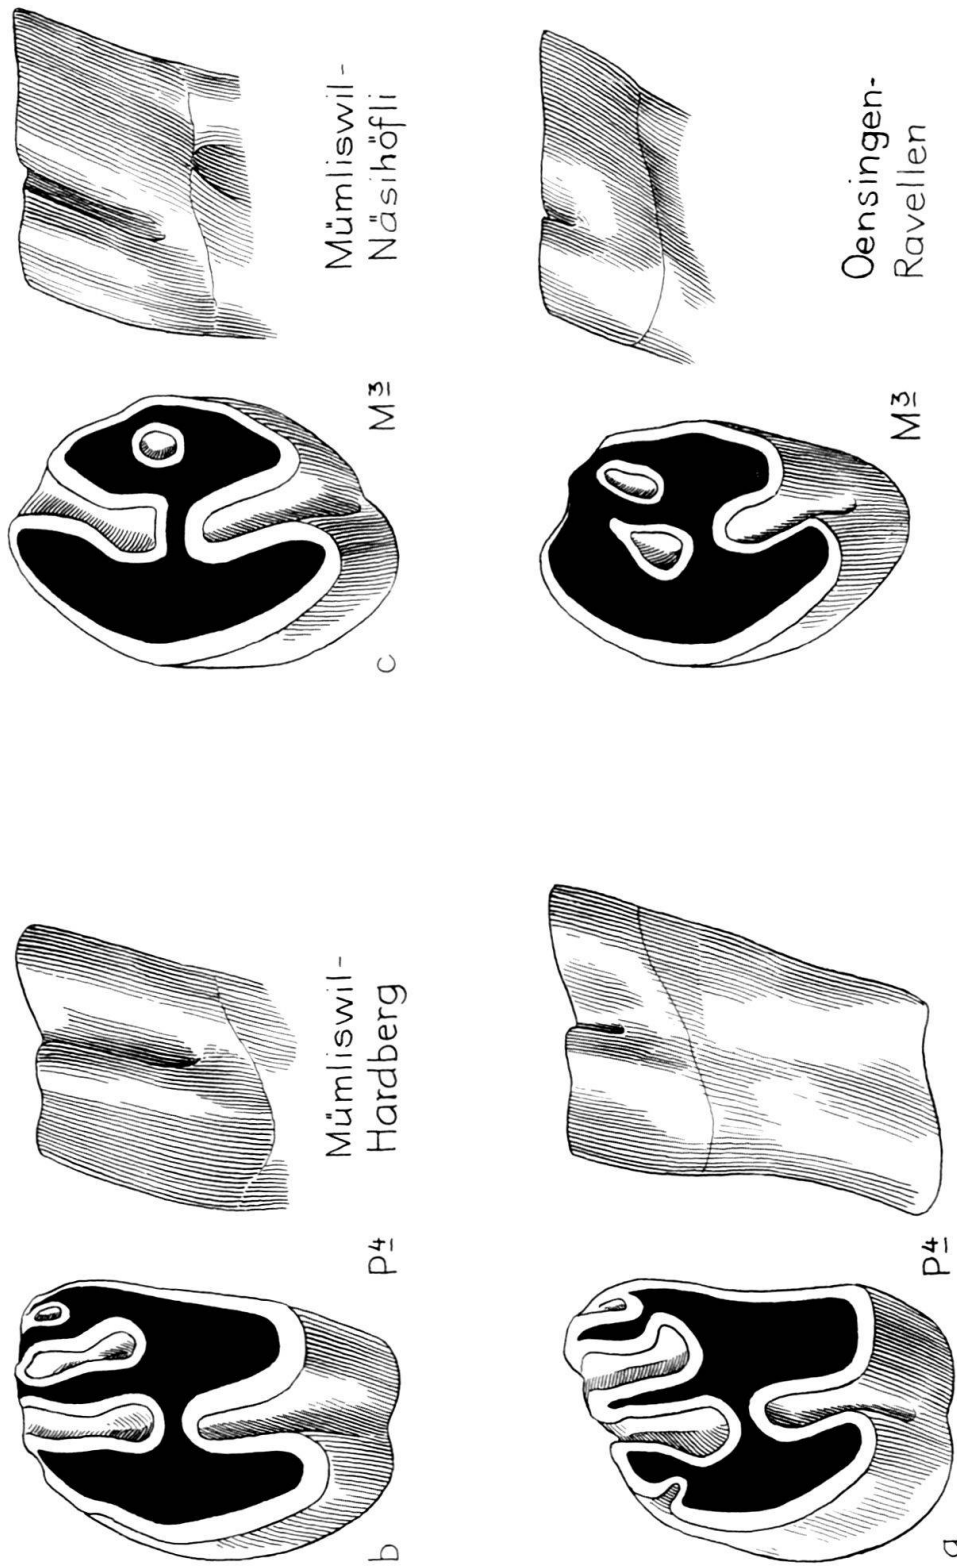 Mümliswil-
Hardberg
b
P4
Mümliswil-
Näsihöfli
c
M3
a
P4
Oensingen-
Ravellen
M3